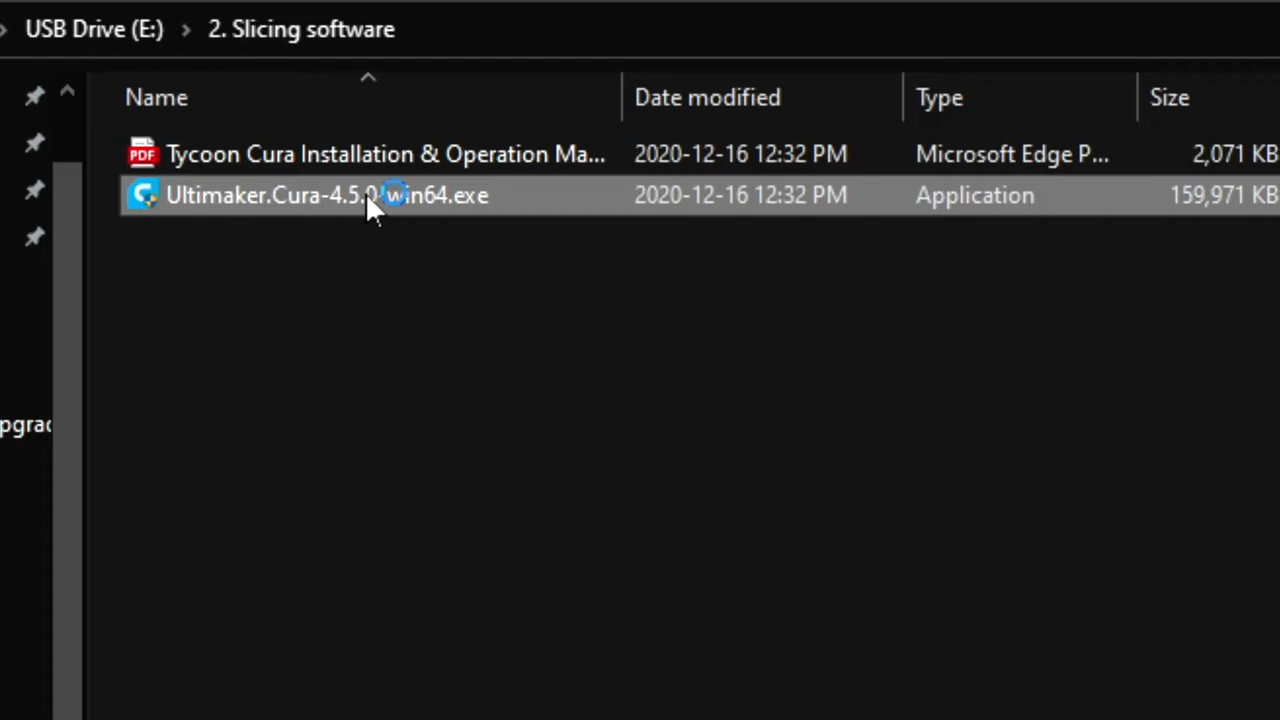 USB Drive (E:) > 2. Slicing software
Name Date modified Type Size
PDF Tycoon Cura Installation & Operation Ma... 2020-12-16 12:32 PM Microsoft Edge P... 2,071 KB
Ultimaker.Cura-4.5.0-win64.exe 2020-12-16 12:32 PM Application 159,971 KB
pgrad